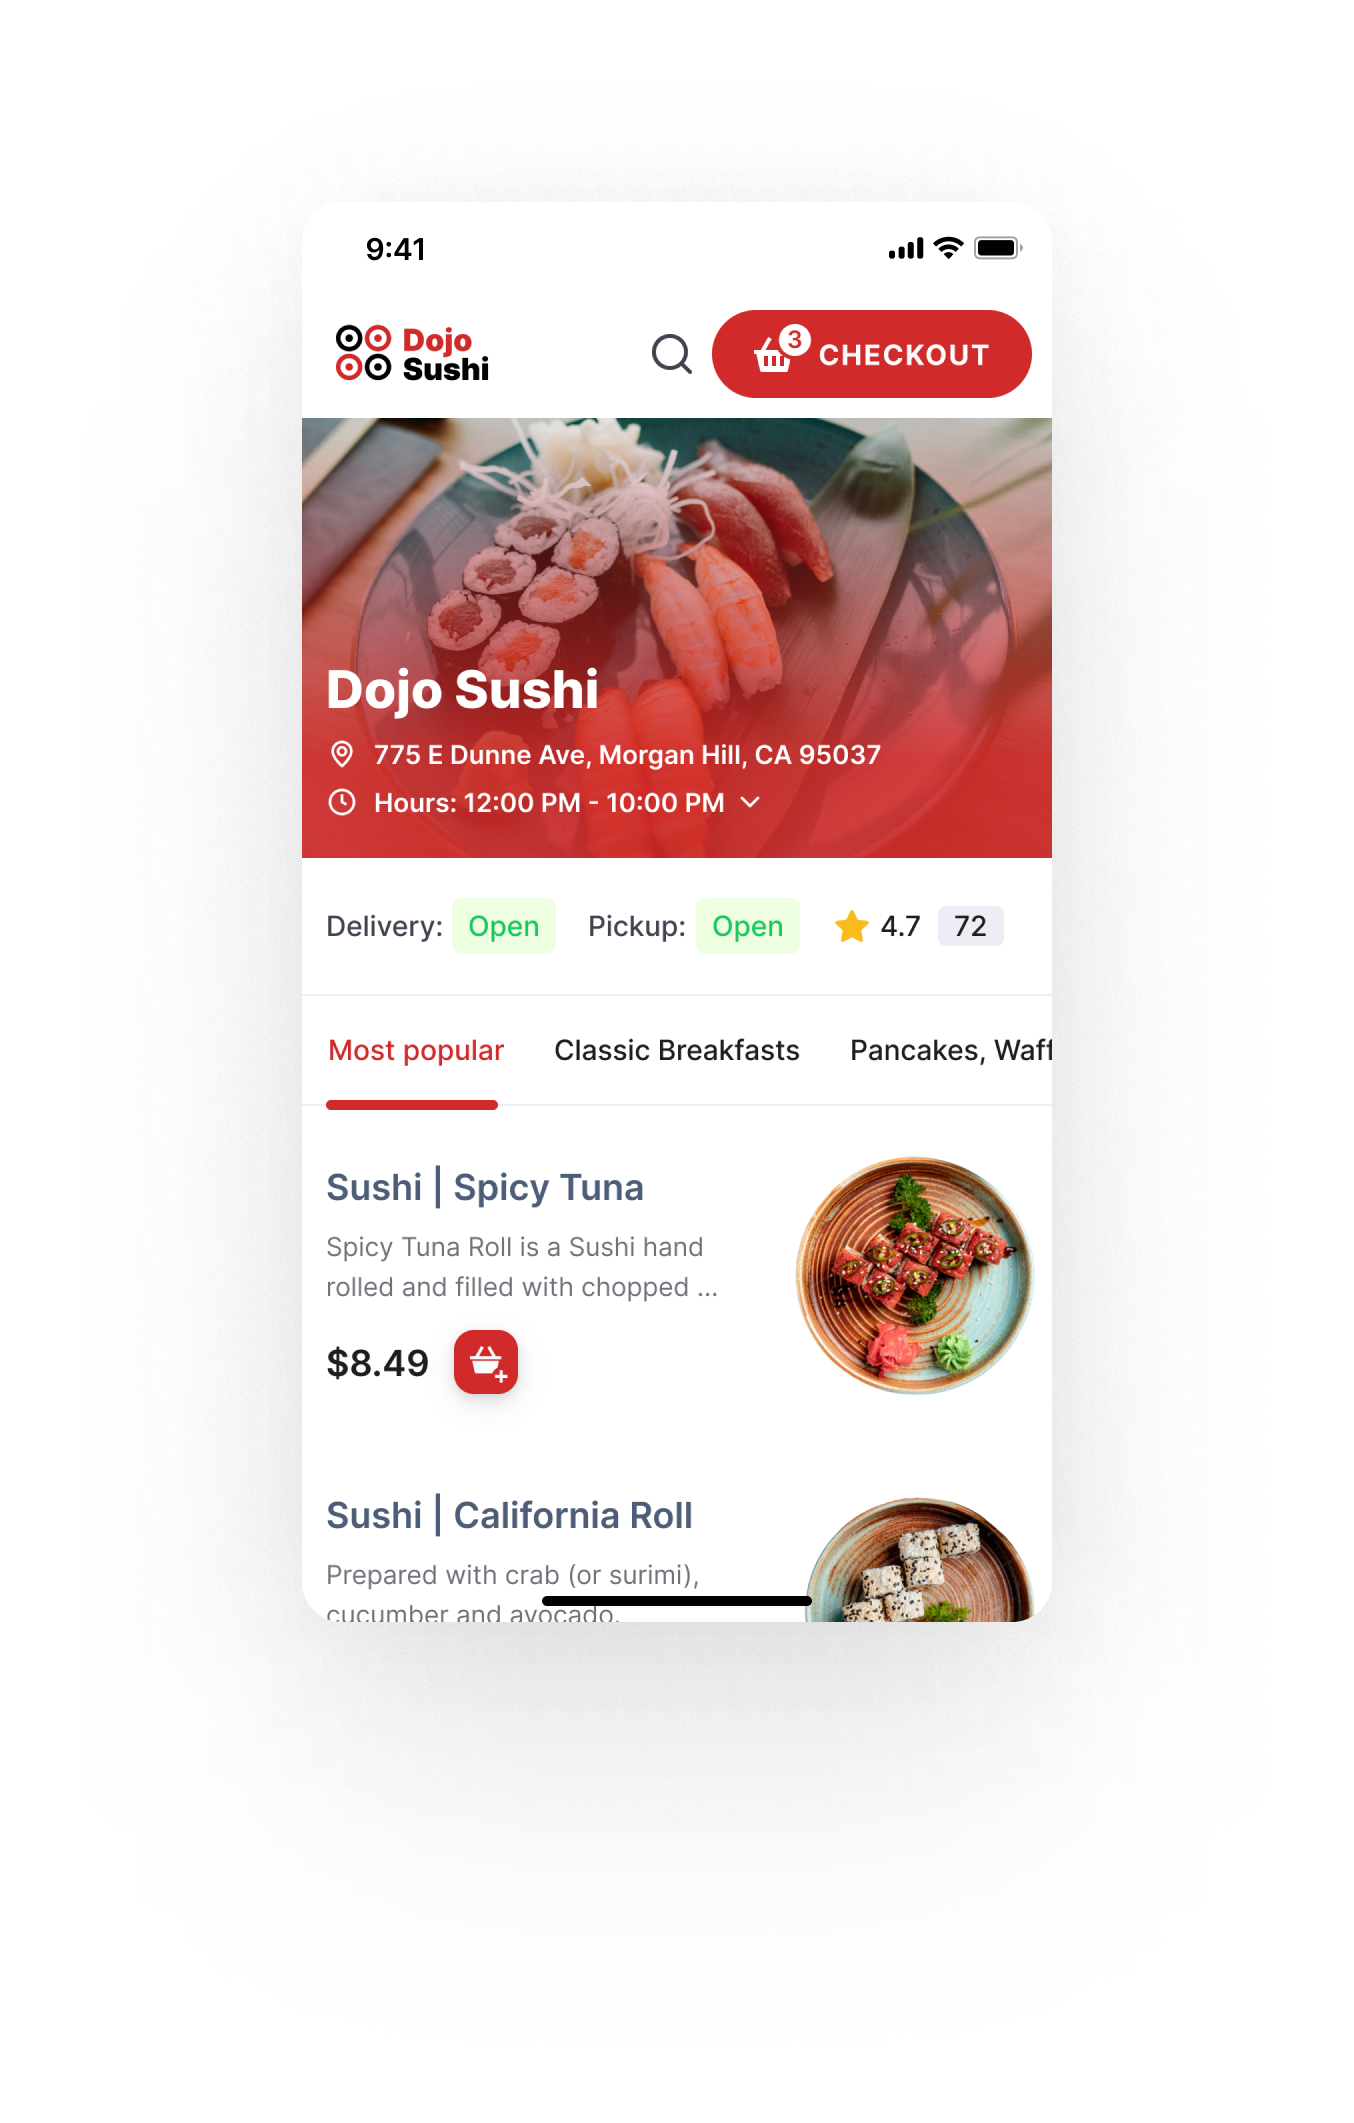 9:41
Dojo
Sushi
3
CHECKOUT
Dojo Sushi
775 E Dunne Ave, Morgan Hill, CA 95037
Hours: 12:00 PM - 10:00 PM
Delivery: Open Pickup: Open 4.7 72
Most popular Classic Breakfasts Pancakes, Waff
Sushi | Spicy Tuna
Spicy Tuna Roll is a Sushi hand
rolled and filled with chopped ...
$8.49
Sushi | California Roll
Prepared with crab (or surimi),
cucumber and avocado.